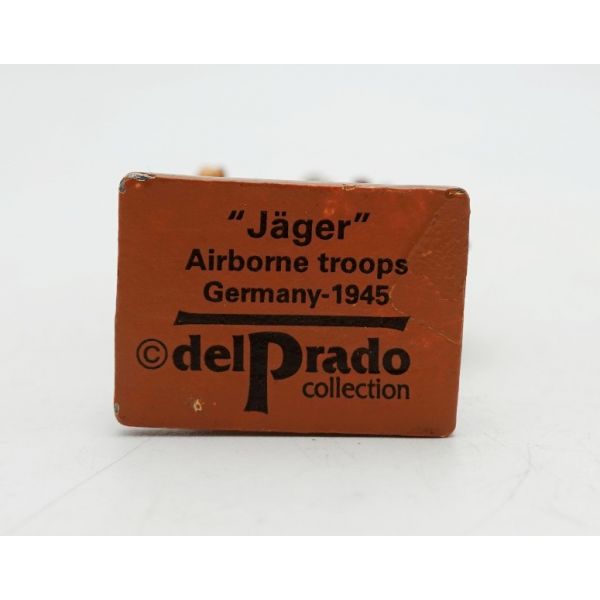 "Jäger"
Airborne troops
Germany-1945
©delPrado
collection